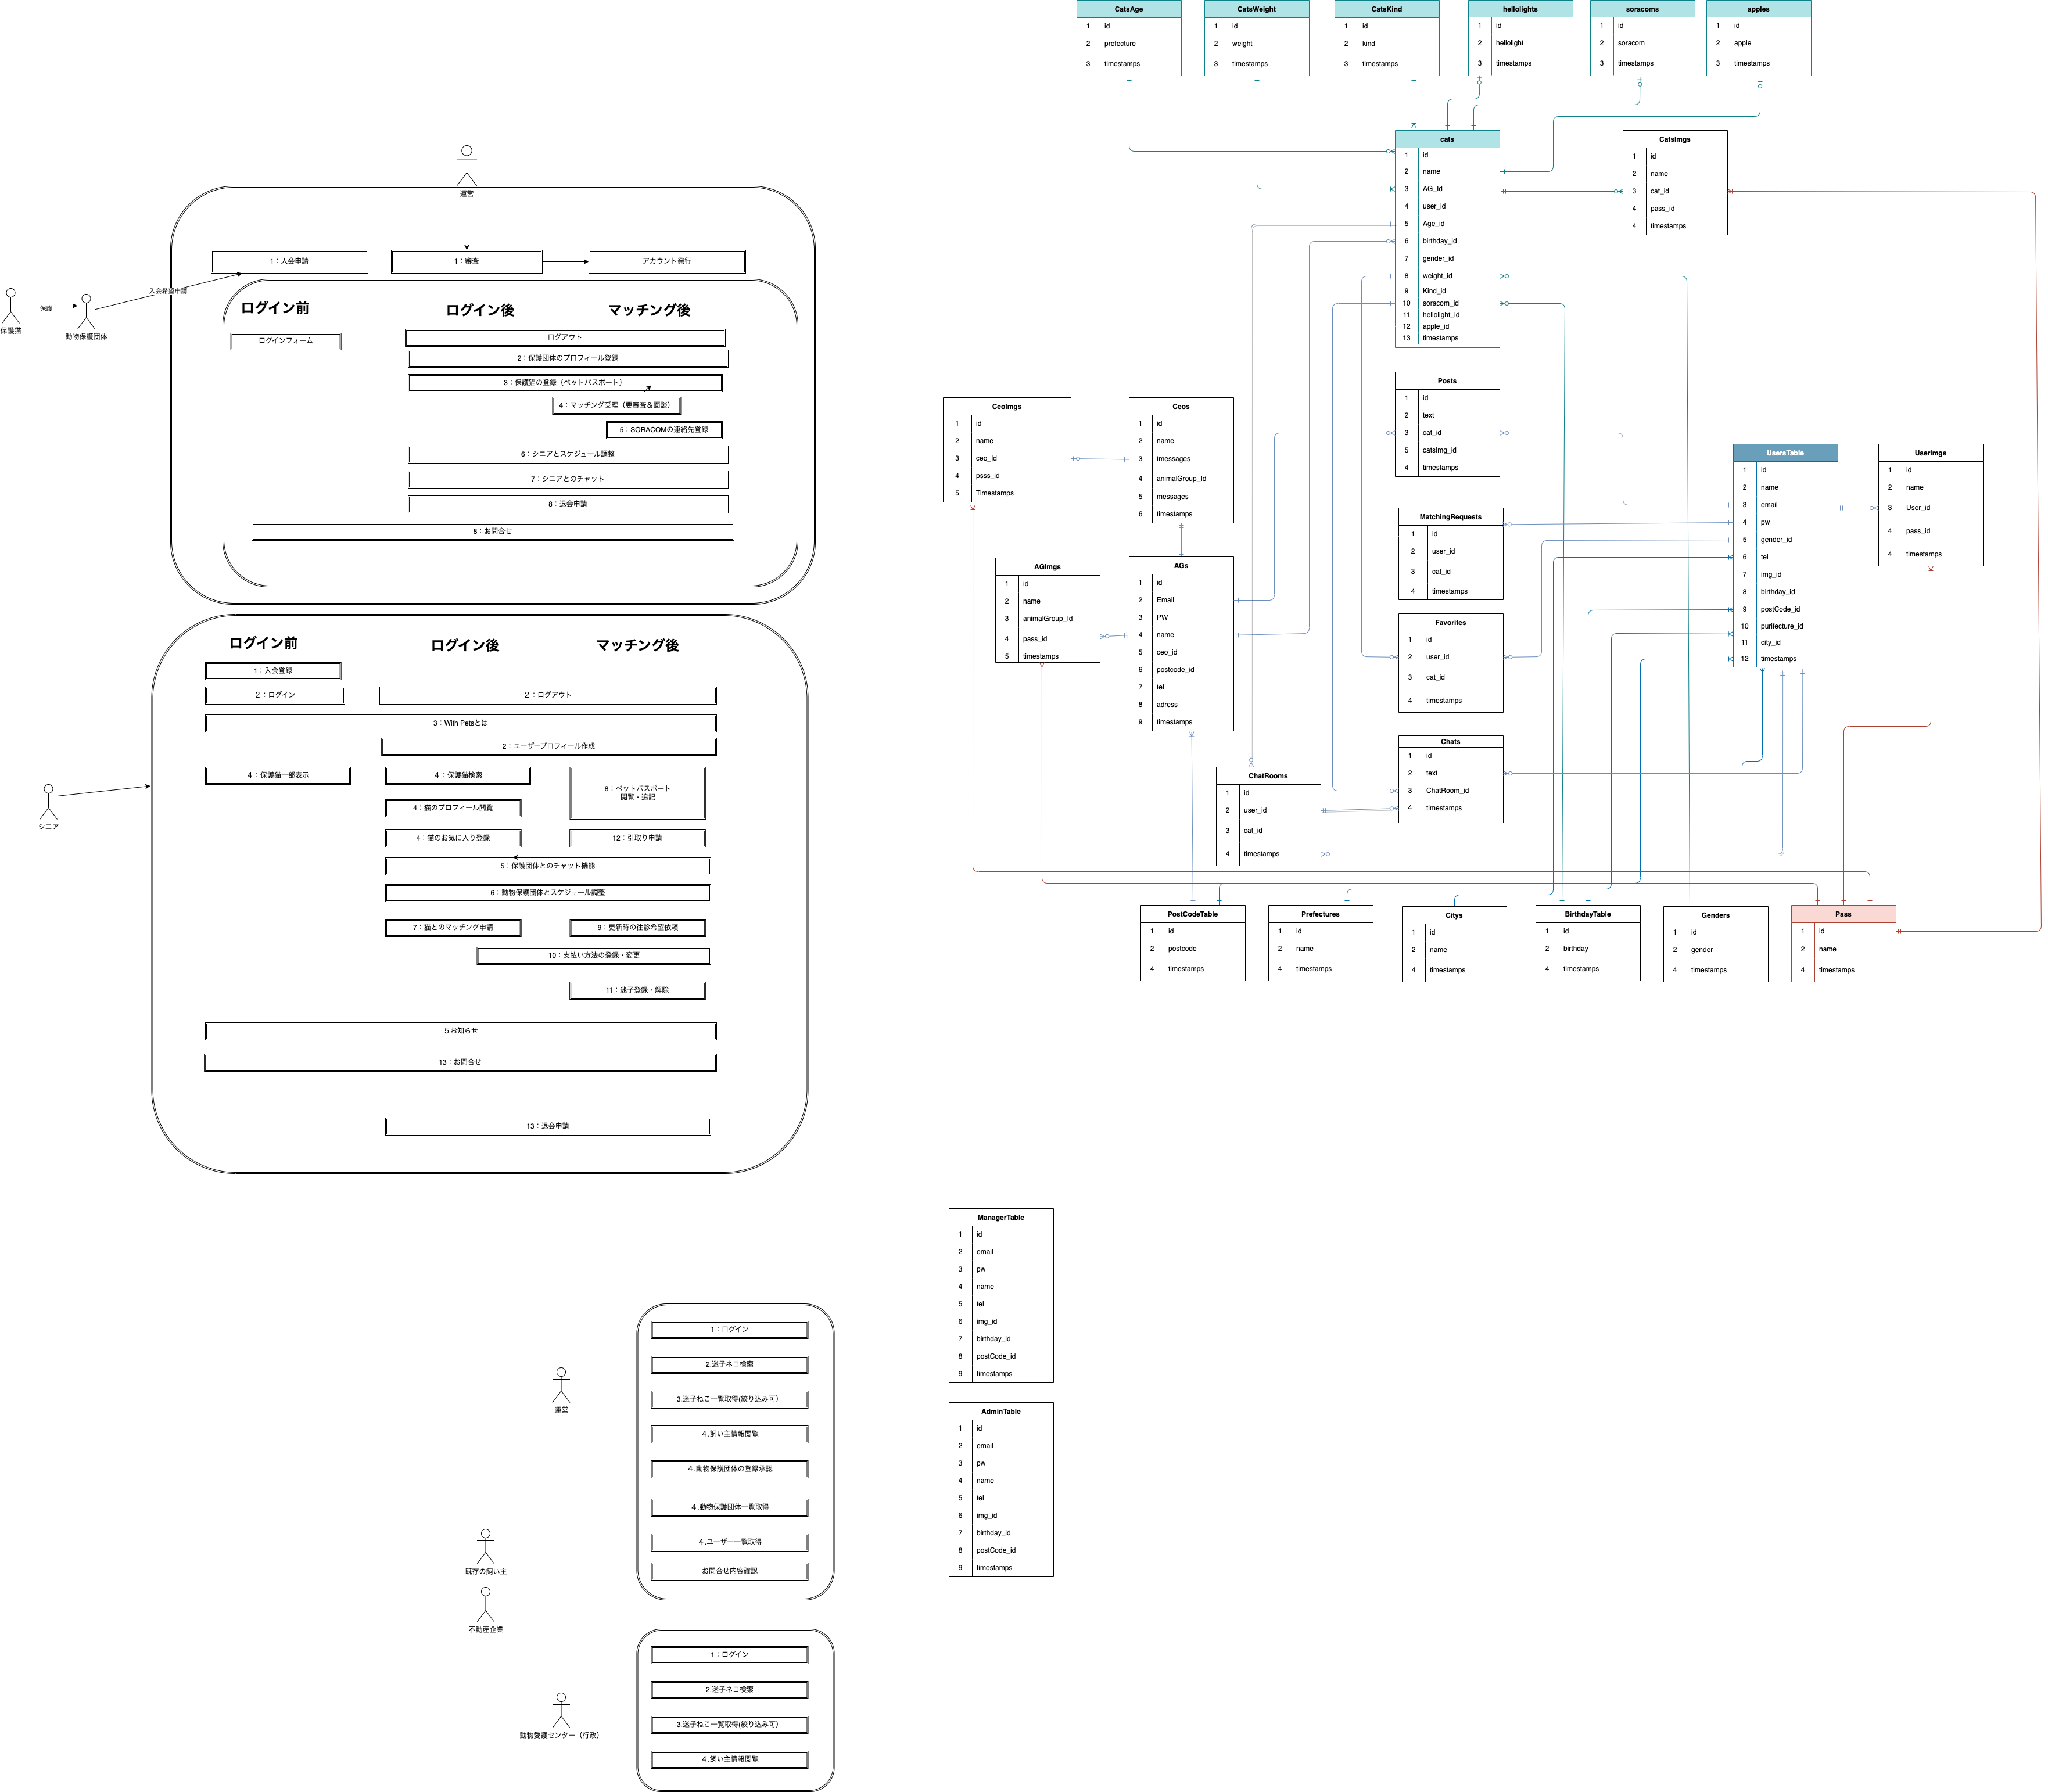 運営
1：入会申請
1：審査
アカウント発行
入会希望申請
保護
保護猫
動物保護団体
ログイン前
ログイン後
マッチング後
ログインフォーム
ログアウト
2：保護団体のプロフィール登録
3：保護猫の登録（ペットパスポート）
4：マッチング受理（要審査＆面談）
5：SORACOMの連絡先登録
6：シニアとスケジュール調整
7：シニアとのチャット
8：退会申請
8：お問合せ
ログイン前
ログイン後
マッチング後
1：入会登録
2：ログイン
2：ログアウト
3：With Petsとは
2：ユーザープロフィール作成
4：保護猫一部表示
4：保護猫検索
8：ペットパスポート
閲覧・追記
4：猫のプロフィール閲覧
4：猫のお気に入り登録
12：引取り申請
5：保護団体とのチャット機能
6：動物保護団体とスケジュール調整
7：猫とのマッチング申請
9：更新時の往診希望依頼
10：支払い方法の登録・変更
11：迷子登録・解除
5お知らせ
13：お問合せ
13：退会申請
シニア
1：ログイン
2.迷子ネコ検索
3.迷子ねこ一覧取得(絞り込み可）
4.飼い主情報閲覧
4.動物保護団体の登録承認
4.動物保護団体一覧取得
4.ユーザー一覧取得
お問合せ内容確認
運営
既存の飼い主
不動産企業
1：ログイン
2.迷子ネコ検索
3.迷子ねこ一覧取得(絞り込み可）
4.飼い主情報閲覧
動物愛護センター（行政）
CatsAge
1 id
2 prefecture
3 timestamps
CatsWeight
1 id
2 weight
3 timestamps
CatsKind
1 id
2 kind
3 timestamps
hellolights
1 id
2 hellolight
3 timestamps
soracoms
1 id
2 soracom
3 timestamps
apples
1 id
2 apple
3 timestamps
cats
1 id
2 name
3 AG_Id
4 user_id
5 Age_id
6 birthday_id
7 gender_id
8 weight_id
9 Kind_id
10 soracom_id
11 hellolight_id
12 apple_id
13 timestamps
CatsImgs
1 id
2 name
3 cat_id
4 pass_id
4 timestamps
Posts
1 id
2 text
3 cat_id
5 catsImg_id
4 timestamps
CeoImgs
1 id
2 name
3 ceo_Id
4 psss_id
5 Timestamps
Ceos
1 id
2 name
3 tmessages
4 animalGroup_Id
5 messages
6 timestamps
UsersTable
1 id
2 name
3 email
4 pw
5 gender_id
6 tel
7 img_id
8 birthday_id
9 postCode_id
10 purifecture_id
11 city_id
12 timestamps
UserImgs
1 id
2 name
3 User_id
4 pass_id
4 timestamps
MatchingRequests
1 id
2 user_id
3 cat_id
4 timestamps
AGImgs
1 id
2 name
3 animalGroup_Id
4 pass_id
5 timestamps
AGs
1 id
2 Email
3 PW
4 name
5 ceo_id
6 postcode_id
7 tel
8 adress
9 timestamps
Favorites
1 id
2 user_id
3 cat_id
4 timestamps
Chats
1 id
2 text
3 ChatRoom_id
4 timestamps
ChatRooms
1 id
2 user_id
3 cat_id
4 timestamps
PostCodeTable
1 id
2 postcode
4 timestamps
Prefectures
1 id
2 name
4 timestamps
Citys
1 id
2 name
4 timestamps
BirthdayTable
1 id
2 birthday
4 timestamps
Genders
1 id
2 gender
4 timestamps
Pass
1 id
2 name
4 timestamps
ManagerTable
1 id
2 email
3 pw
4 name
5 tel
6 img_id
7 birthday_id
8 postCode_id
9 timestamps
AdminTable
1 id
2 email
3 pw
4 name
5 tel
6 img_id
7 birthday_id
8 postCode_id
9 timestamps